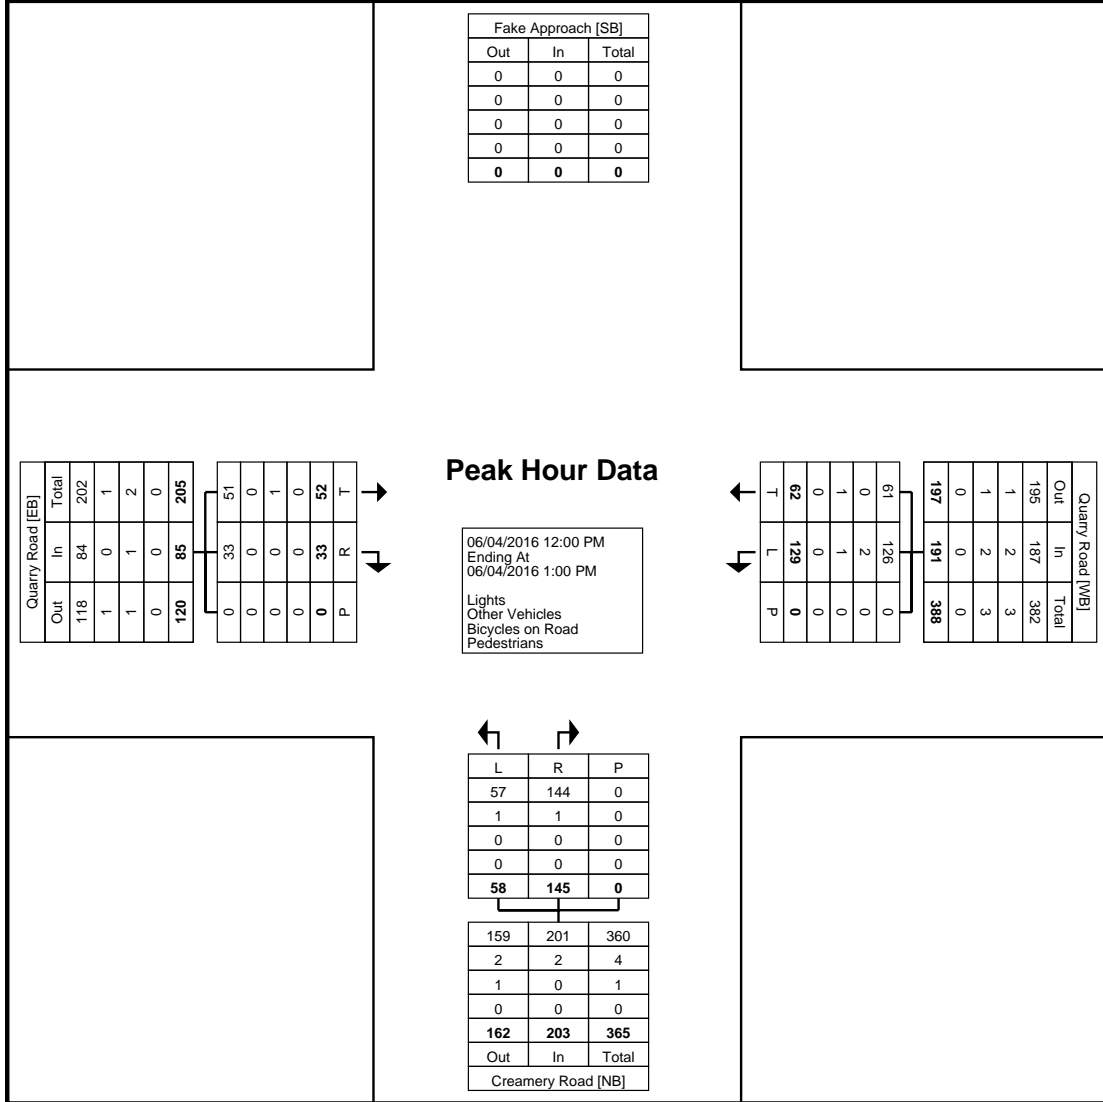 Fake Approach [SB]
Out In Total
0 0 0
0 0 0
0 0 0
0 0 0
0 0 0
Peak Hour Data
06/04/2016 12:00 PM
Ending At
06/04/2016 1:00 PM
Lights
Other Vehicles
Bicycles on Road
Pedestrians
Quarry Road [EB]
Total 202 1 2 0 205
In 84 0 1 0 85
Out 118 1 1 0 120
51 0 1 0 52 T
33 0 0 0 33 R
0 0 0 0 0 P
Quarry Road [WB]
Out 195 1 1 0 197
In 187 2 2 0 191
Total 382 3 3 0 388
61 0 1 0 62 T
126 2 1 0 129 L
0 0 0 0 0 P
L R P
57 144 0
1 1 0
0 0 0
0 0 0
58 145 0
159 201 360
2 2 4
1 0 1
0 0 0
162 203 365
Out In Total
Creamery Road [NB]